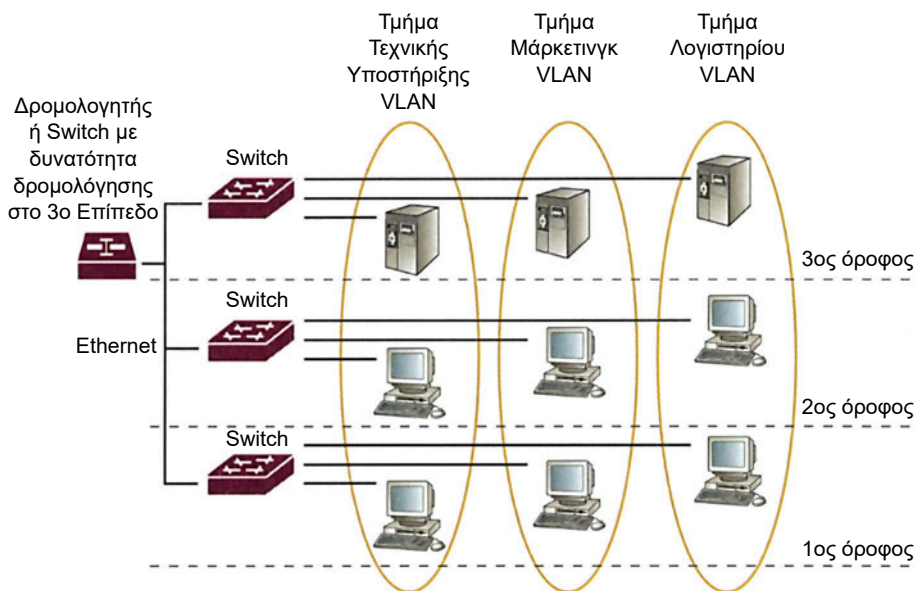 Τμήμα
Τεχνικής
Υποστήριξης
VLAN
Τμήμα
Μάρκετινγκ
VLAN
Τμήμα
Λογιστηρίου
VLAN
Δρομολογητής
ή Switch με
δυνατότητα
δρομολόγησης
στο 3ο Επίπεδο
Switch
3ος όροφος
Switch
Ethernet
2ος όροφος
Switch
1ος όροφος